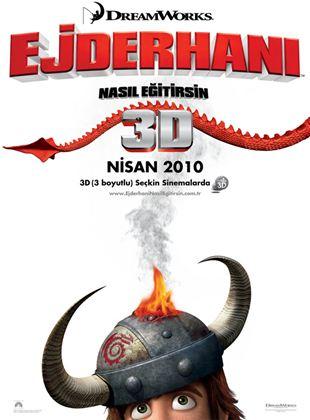 DREAMWORKS
EJDERHANI
NASIL EĞİTİRSİN
3D
NİSAN 2010
3D (3 boyutlu) Seçkin Sinemalarda
www.EjderhaniNasilEgitirsin.com.tr
DREAMWORKS